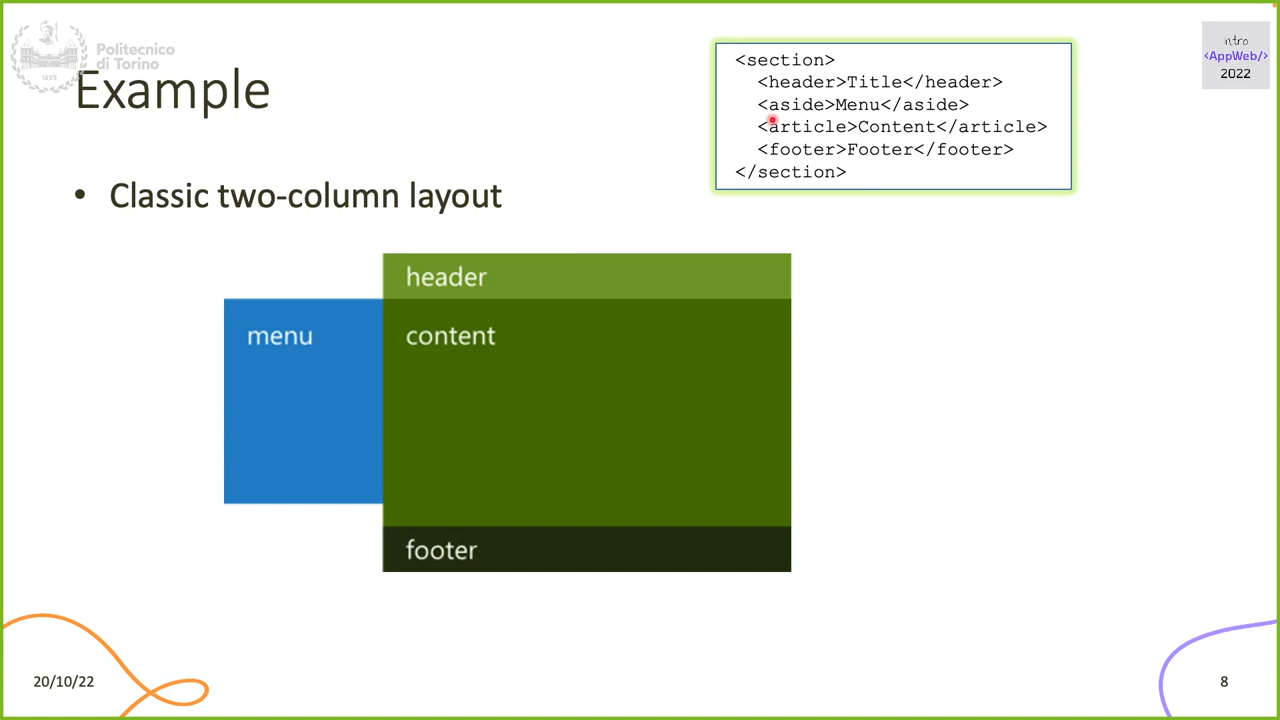 Politecnico
di Torino
1859
Example
intro
<AppWeb/>
2022
<section>
<header>Title</header>
<aside>Menu</aside>
<article>Content</article>
<footer>Footer</footer>
</section>
• Classic two-column layout
header
menu
content
footer
20/10/22
8